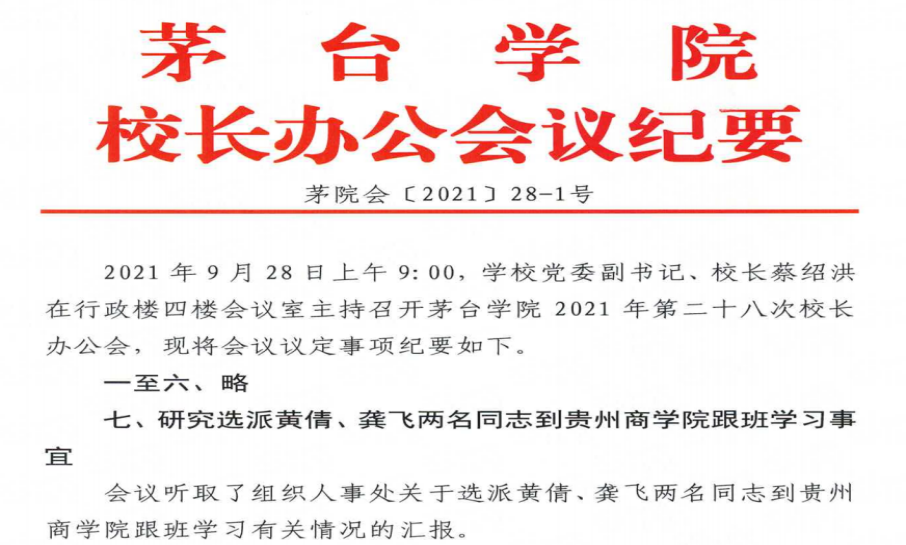 茅台学院
校长办公会议纪要
茅院会〔2021〕28-1号
2021 年 9 月 28 日上午 9:00，学校党委副书记、校长蔡绍洪
在行政楼四楼会议室主持召开茅台学院 2021 年第二十八次校长
办公会，现将会议议定事项纪要如下。
一至六、略
七、研究选派黄倩、龚飞两名同志到贵州商学院跟班学习事
宜
会议听取了组织人事处关于选派黄倩、龚飞两名同志到贵州
商学院跟班学习有关情况的汇报。